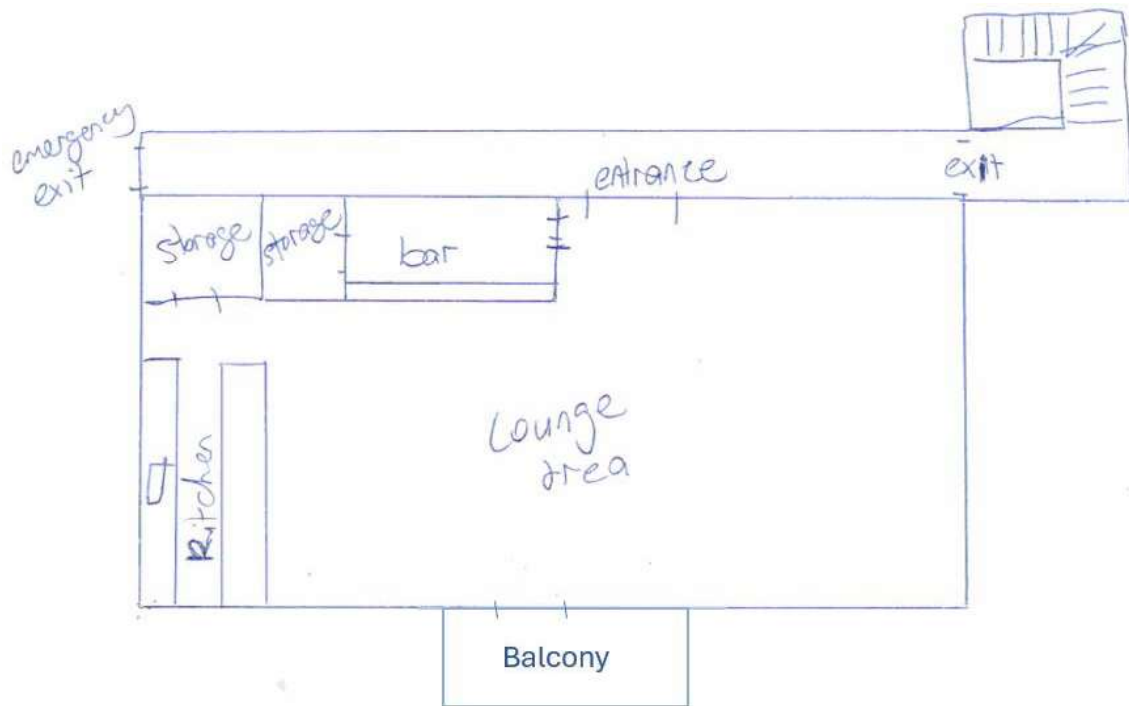 emergency
exit
entrance
exit
storage
storage
bar
Lounge
area
Kitchen
Balcony